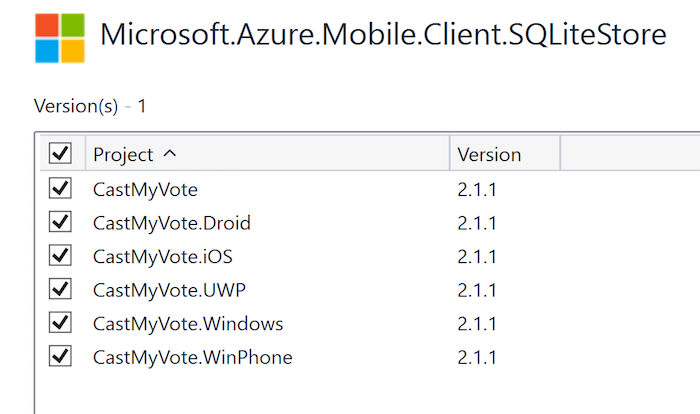 Microsoft.Azure.Mobile.Client.SQLiteStore
Version(s) - 1
Project Version
CastMyVote 2.1.1
CastMyVote.Droid 2.1.1
CastMyVote.iOS 2.1.1
CastMyVote.UWP 2.1.1
CastMyVote.Windows 2.1.1
CastMyVote.WinPhone 2.1.1